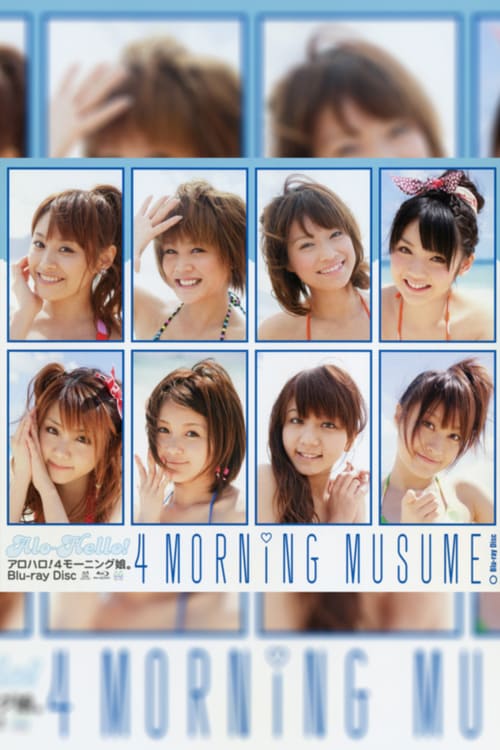 Alo-Hello!
アロハロ!4モーニング娘。
Blu-ray Disc
4 MORNING MUSUME。
Blu-ray Disc
4 MORNING MU